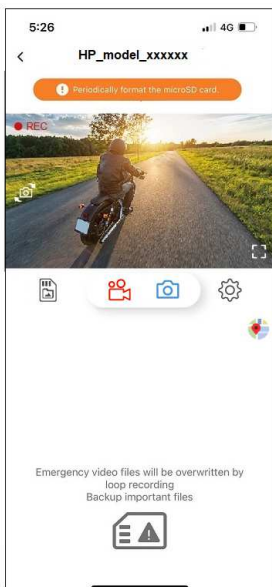 5:26
4G
HP_model_xxxxxx
Periodically format the microSD card.
REC
Emergency video files will be overwritten by
loop recording
Backup important files